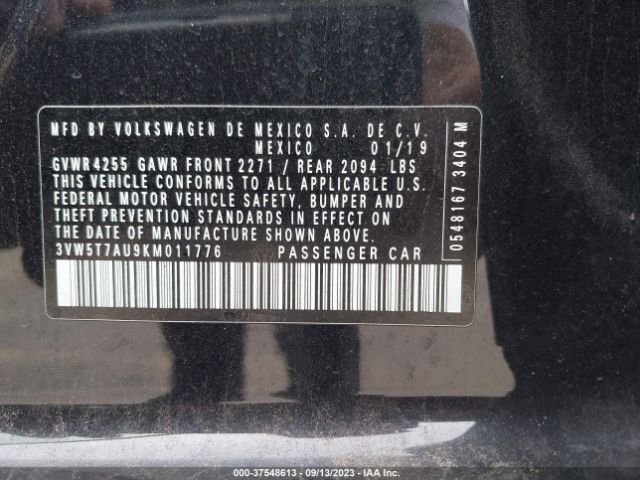 MFD BY VOLKSWAGEN DE MEXICO S.A. DE C.V.
MEXICO 01/19
GVWR 4255 GAWR FRONT 2271 / REAR 2094 LBS
THIS VEHICLE CONFORMS TO ALL APPLICABLE U.S.
FEDERAL MOTOR VEHICLE SAFETY, BUMPER AND
THEFT PREVENTION STANDARDS IN EFFECT ON
THE DATE OF MANUFACTURE SHOWN ABOVE.
3VW5T7AU9KM011776 PASSENGER CAR
0548167 3404 M
000-37548613 - 09/13/2023 - IAA Inc.